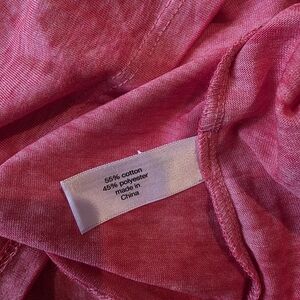 55% cotton
45% polyester
made in
China